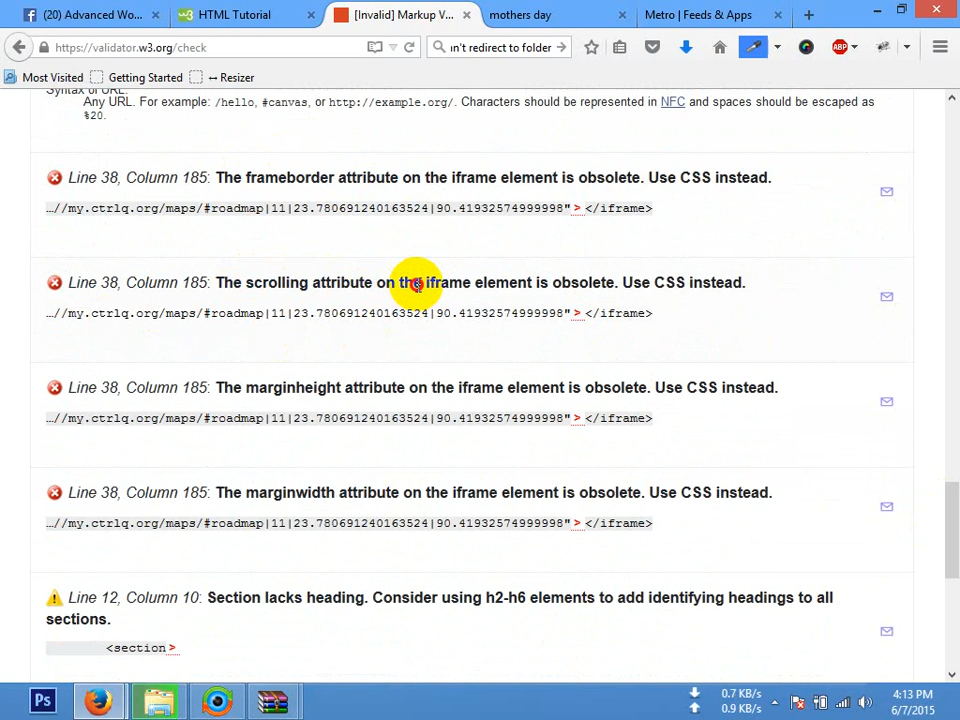 (20) Advanced Wo...
HTML Tutorial
[Invalid] Markup V...
mothers day
Metro | Feeds & Apps
https://validator.w3.org/check
ın't redirect to folder
ABP
Most Visited
Getting Started
↔ Resizer
Syntax of URL:
Any URL. For example: /hello, #canvas, or http://example.org/. Characters should be represented in NFC and spaces should be escaped as
%20.
Line 38, Column 185: The frameborder attribute on the iframe element is obsolete. Use CSS instead.
…//my.ctrlq.org/maps/#roadmap|11|23.780691240163524|90.41932574999998"></iframe>
Line 38, Column 185: The scrolling attribute on the iframe element is obsolete. Use CSS instead.
…//my.ctrlq.org/maps/#roadmap|11|23.780691240163524|90.41932574999998"></iframe>
Line 38, Column 185: The marginheight attribute on the iframe element is obsolete. Use CSS instead.
…//my.ctrlq.org/maps/#roadmap|11|23.780691240163524|90.41932574999998"></iframe>
Line 38, Column 185: The marginwidth attribute on the iframe element is obsolete. Use CSS instead.
…//my.ctrlq.org/maps/#roadmap|11|23.780691240163524|90.41932574999998"></iframe>
Line 12, Column 10: Section lacks heading. Consider using h2-h6 elements to add identifying headings to all
sections.
<section>
Ps
0.7 KB/s
0.9 KB/s
4:13 PM
6/7/2015